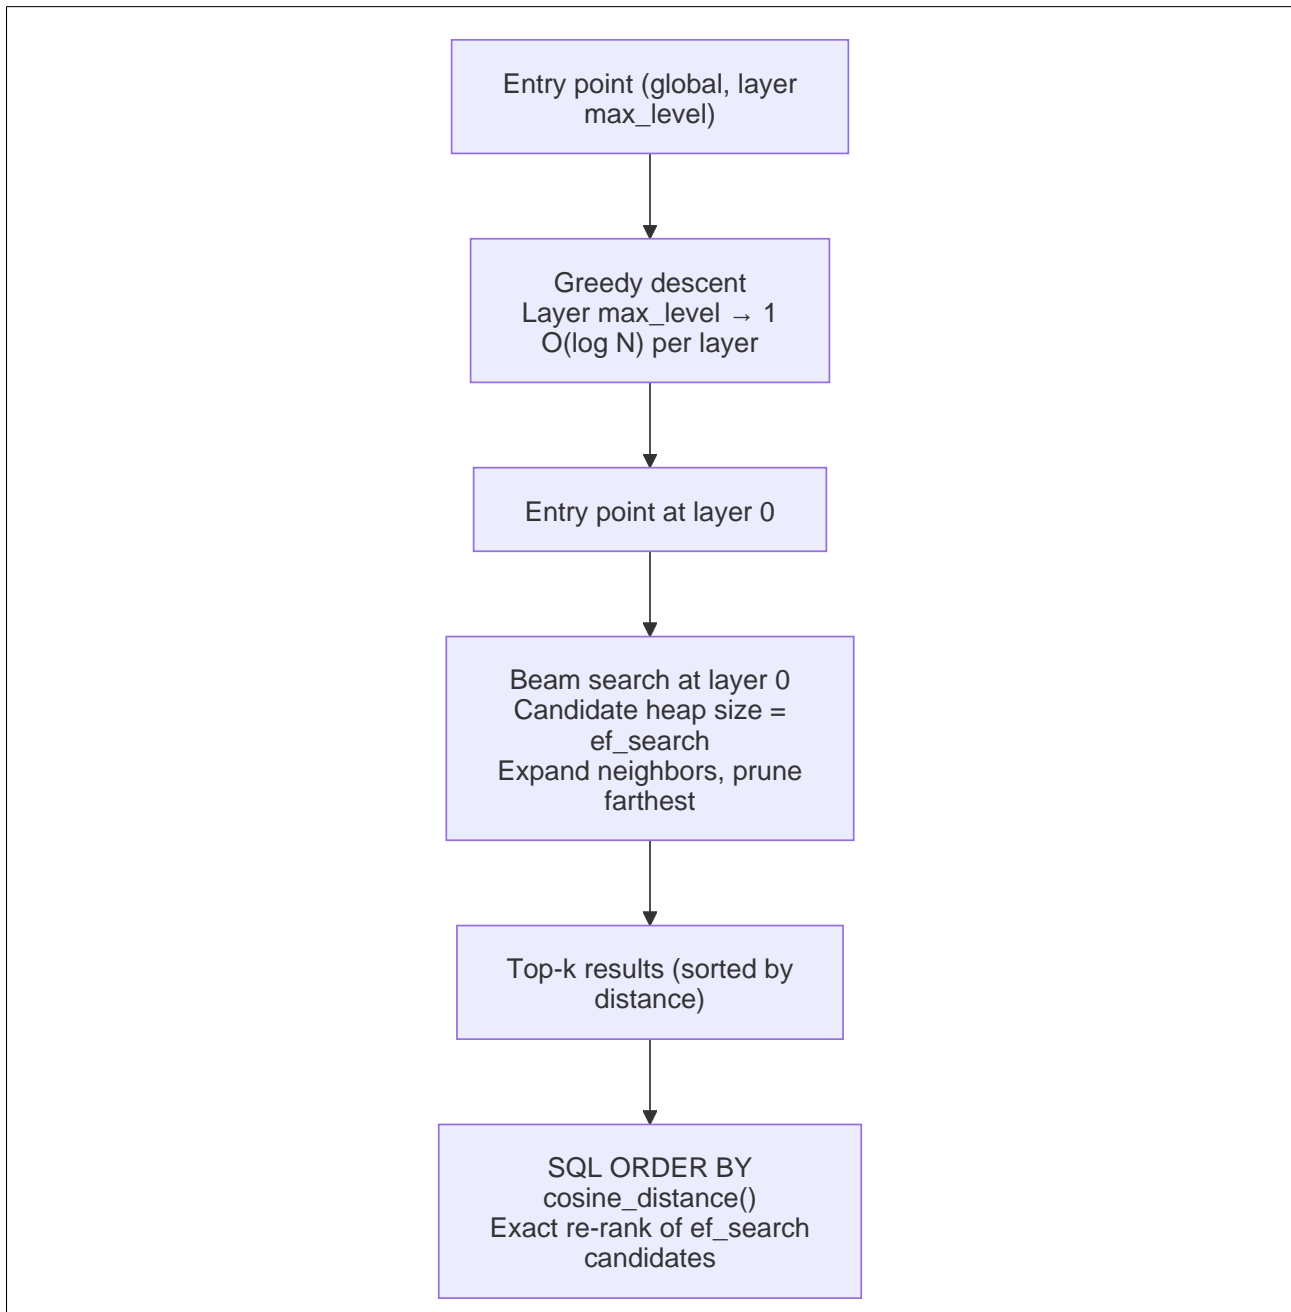 Entry point (global, layer
max_level)
Greedy descent
Layer max_level → 1
O(log N) per layer
Entry point at layer 0
Beam search at layer 0
Candidate heap size =
ef_search
Expand neighbors, prune
farthest
Top-k results (sorted by
distance)
SQL ORDER BY
cosine_distance()
Exact re-rank of ef_search
candidates